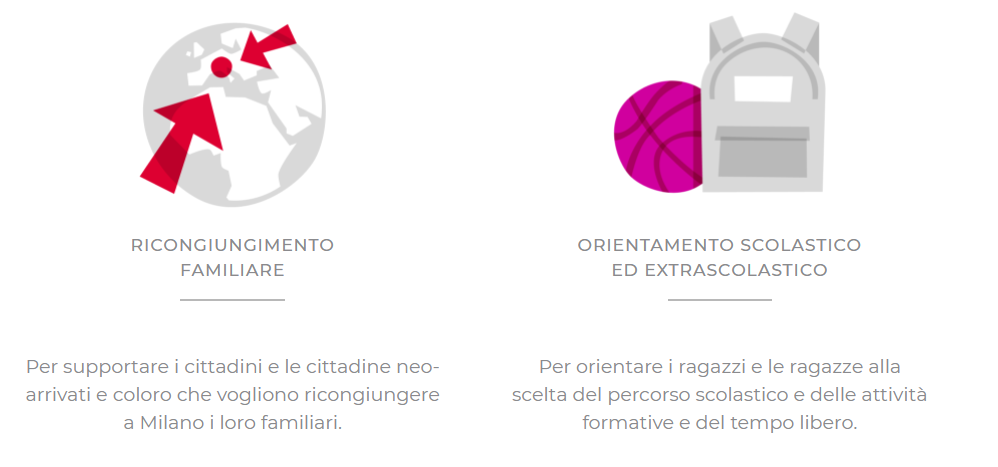 RICONGIUNGIMENTO
FAMILIARE
Per supportare i cittadini e le cittadine neo-
arrivati e coloro che vogliono ricongiungere
a Milano i loro familiari.
ORIENTAMENTO SCOLASTICO
ED EXTRASCOLASTICO
Per orientare i ragazzi e le ragazze alla
scelta del percorso scolastico e delle attività
formative e del tempo libero.